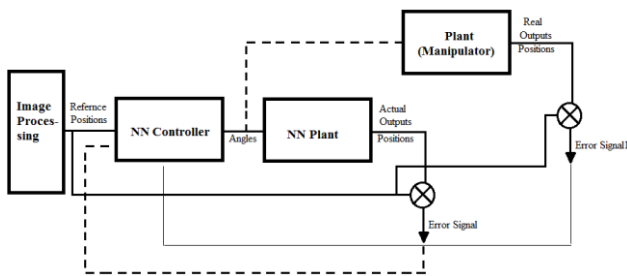 Real
Outputs
Positions
Plant
(Manipulator)
Image
Proces-
sing
Refernce
Positions
NN Controller
Angles
NN Plant
Actual
Outputs
Positions
Error Signal1
Error Signal